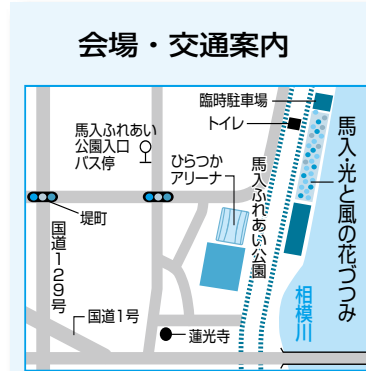 会場・交通案内
臨時駐車場
トイレ
馬入ふれあい
公園入口
バス停
ひらつか
アリーナ
馬入ふれあい公園
馬入・光と風の花づつみ
堤町
国道129号
国道1号
蓮光寺
相模川